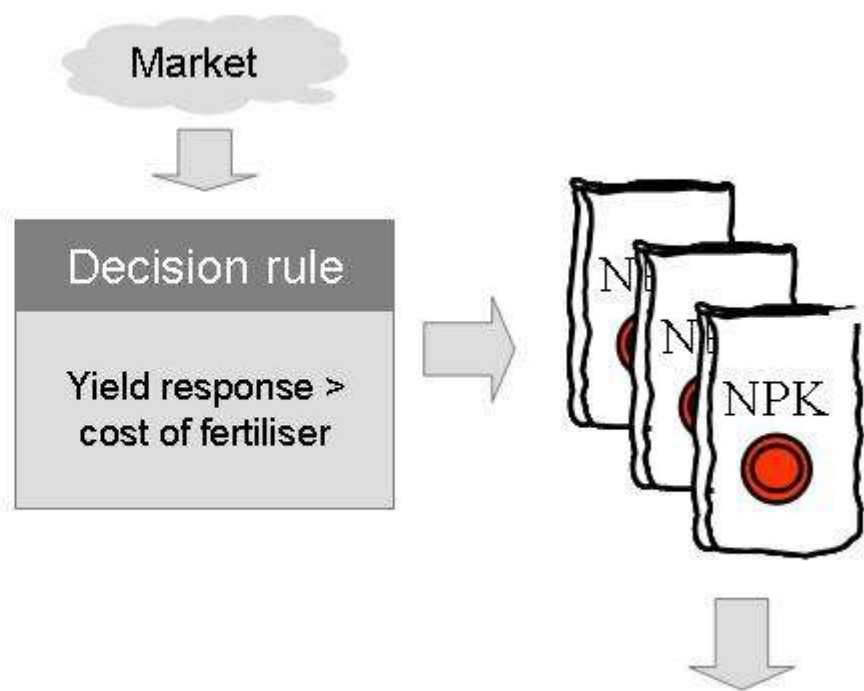 Market
Decision rule
Yield response >
cost of fertiliser
NPK